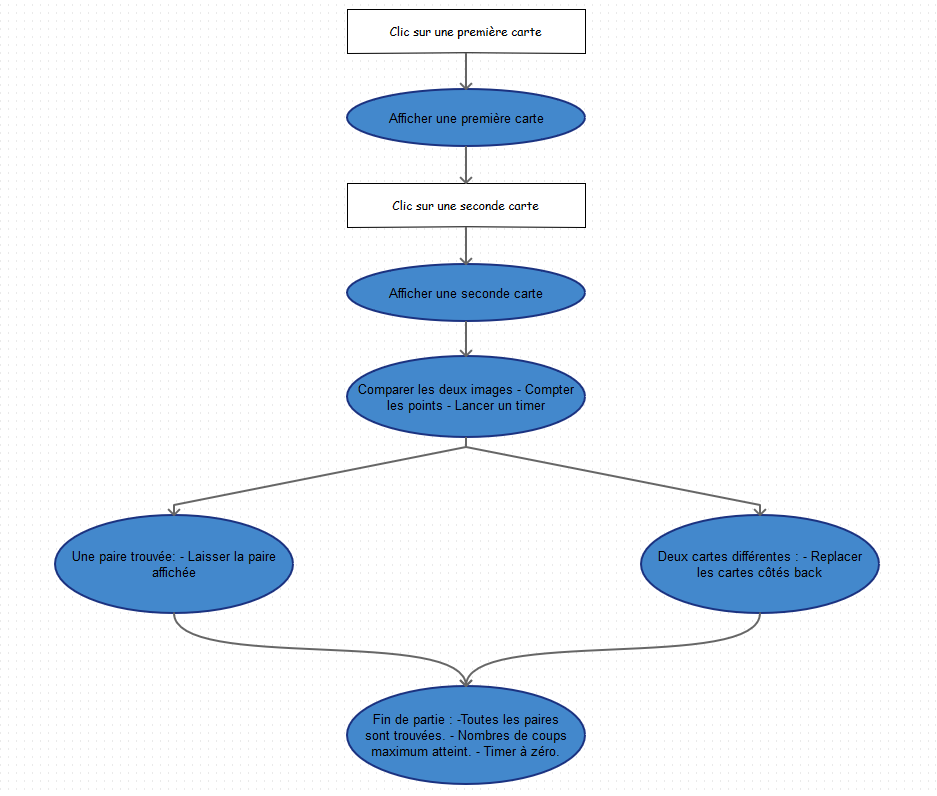 Clic sur une première carte
Afficher une première carte
Clic sur une seconde carte
Afficher une seconde carte
Comparer les deux images - Compter
les points - Lancer un timer
Une paire trouvée: - Laisser la paire
affichée
Deux cartes différentes : - Replacer
les cartes côtés back
Fin de partie : -Toutes les paires
sont trouvées. - Nombres de coups
maximum atteint. - Timer à zéro.